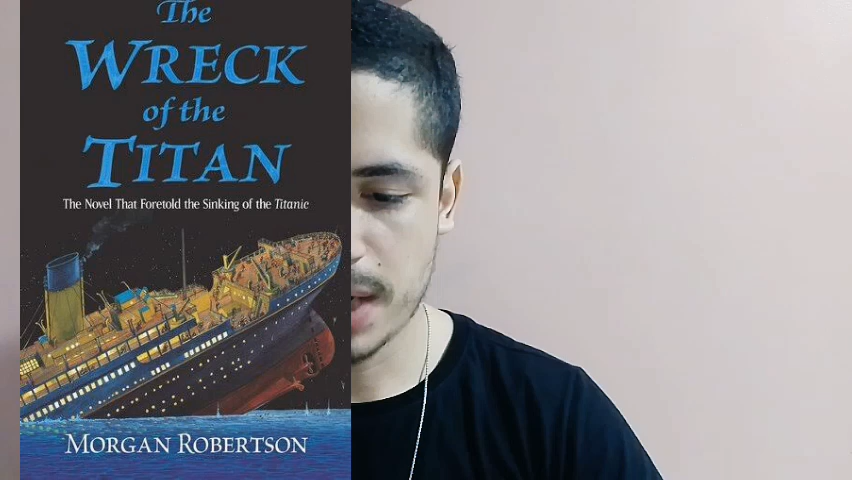 The
WRECK
of the
TITAN
The Novel That Foretold the Sinking of the Titanic
MORGAN ROBERTSON